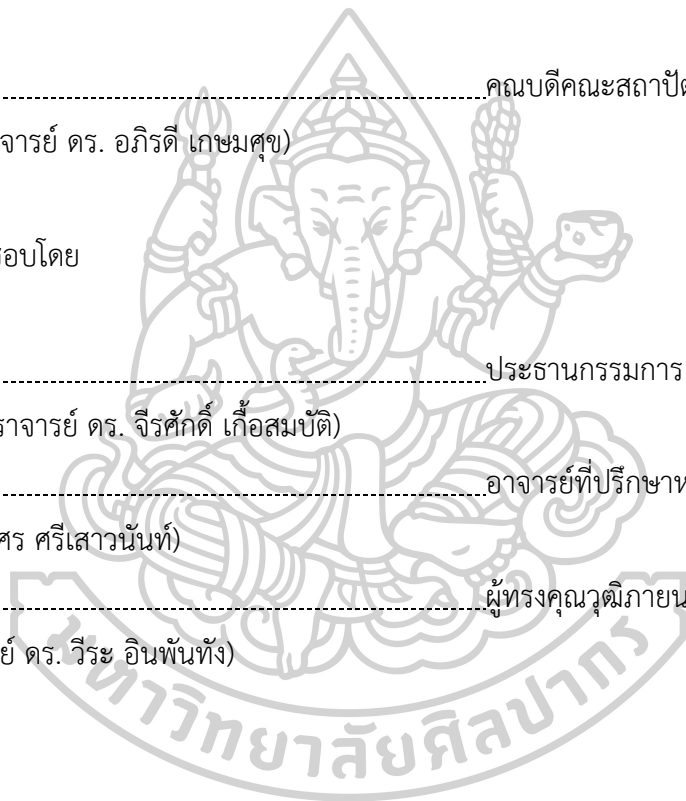 คณบดีคณะสถาปัต
จารย์ ดร. อภิรดี เกษมศุข)
อบโดย
ประธานกรรมการ
ราจารย์ ดร. จีรศักดิ์ เกื้อสมบัติ)
อาจารย์ที่ปรึกษาห
ศร ศรีเสาวนันท์)
ผู้ทรงคุณวุฒิภายน
ย์ ดร. วีระ อินพันทัง)
มหาวิทยาลัยศิลปากร